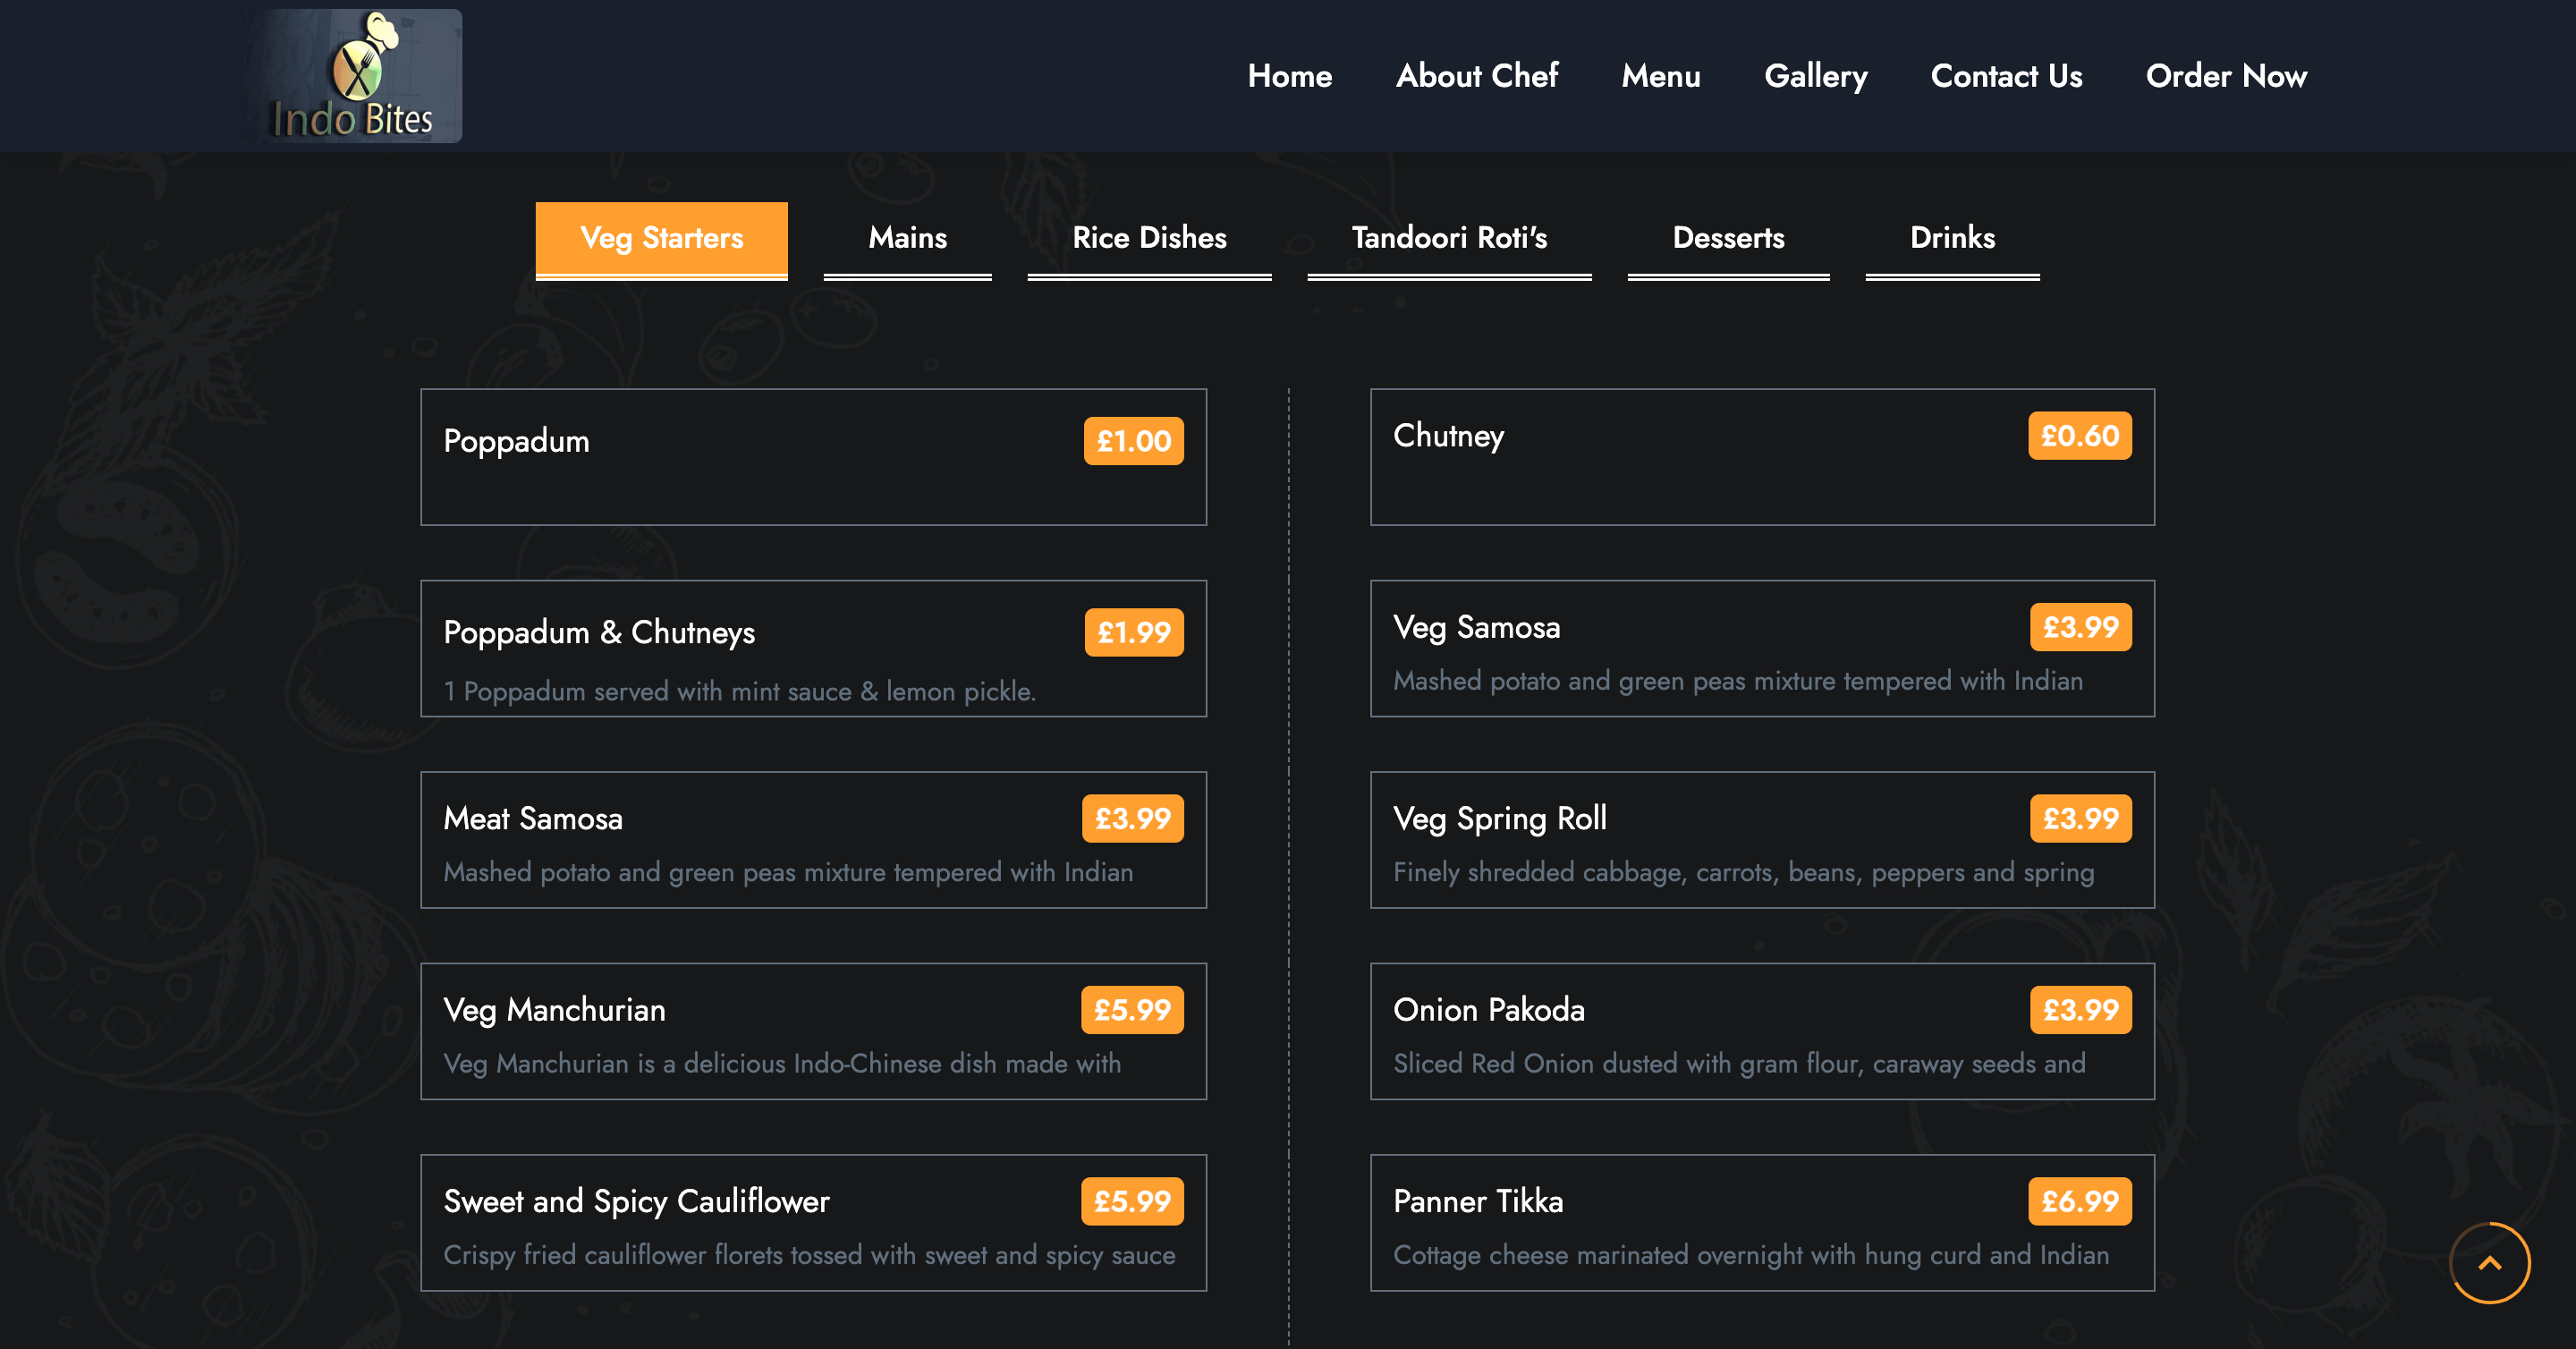 Indo Bites
Home
About Chef
Menu
Gallery
Contact Us
Order Now
Veg Starters
Mains
Rice Dishes
Tandoori Roti's
Desserts
Drinks
Poppadum
£1.00
Chutney
£0.60
Poppadum & Chutneys
£1.99
1 Poppadum served with mint sauce & lemon pickle.
Veg Samosa
£3.99
Mashed potato and green peas mixture tempered with Indian
Meat Samosa
£3.99
Mashed potato and green peas mixture tempered with Indian
Veg Spring Roll
£3.99
Finely shredded cabbage, carrots, beans, peppers and spring
Veg Manchurian
£5.99
Veg Manchurian is a delicious Indo-Chinese dish made with
Onion Pakoda
£3.99
Sliced Red Onion dusted with gram flour, caraway seeds and
Sweet and Spicy Cauliflower
£5.99
Crispy fried cauliflower florets tossed with sweet and spicy sauce
Panner Tikka
£6.99
Cottage cheese marinated overnight with hung curd and Indian